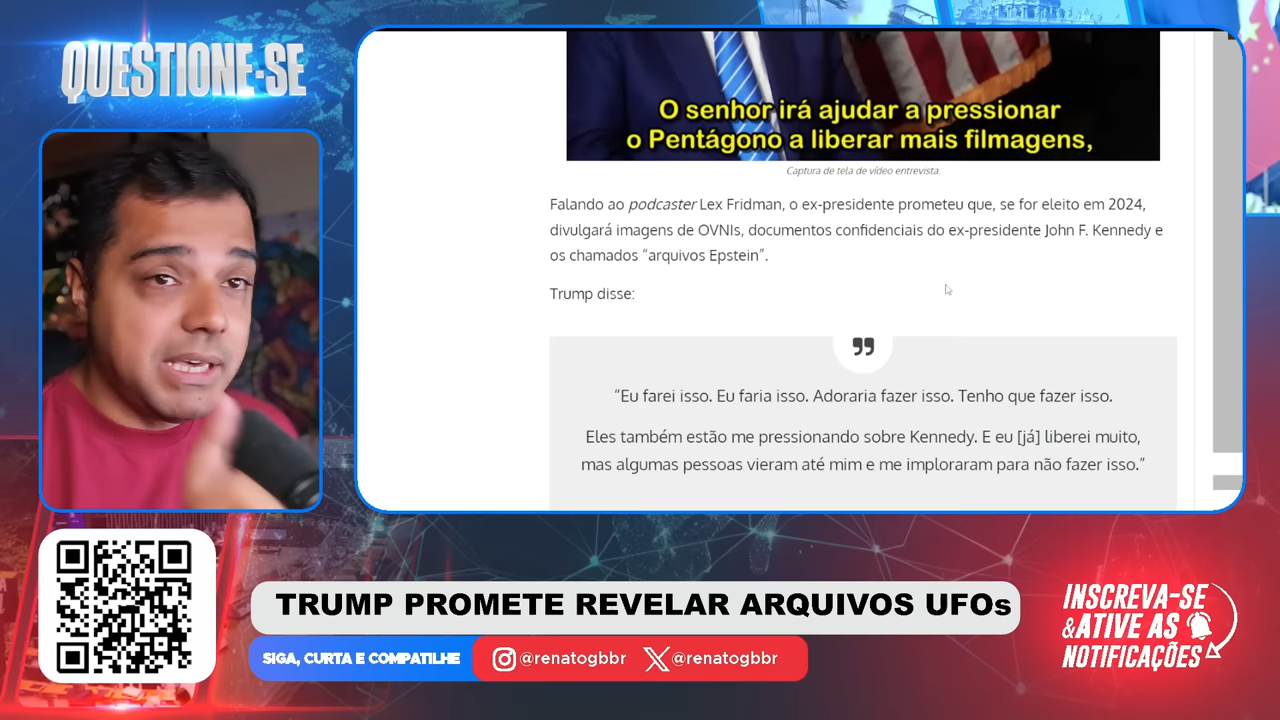 QUESTIONE-SE
O senhor irá ajudar a pressionar
o Pentágono a liberar mais filmagens,
Captura de tela de vídeo entrevista.
Falando ao podcaster Lex Fridman, o ex-presidente prometeu que, se for eleito em 2024,
divulgará imagens de OVNIs, documentos confidenciais do ex-presidente John F. Kennedy e
os chamados “arquivos Epstein”.
Trump disse:
”
“Eu farei isso. Eu faria isso. Adoraria fazer isso. Tenho que fazer isso.
Eles também estão me pressionando sobre Kennedy. E eu [já] liberei muito,
mas algumas pessoas vieram até mim e me imploraram para não fazer isso.”
TRUMP PROMETE REVELAR ARQUIVOS UFOs
SIGA, CURTA E COMPATILHE
@renatogbbr
@renatogbbr
INSCREVA-SE
&ATIVE AS
NOTIFICAÇÕES